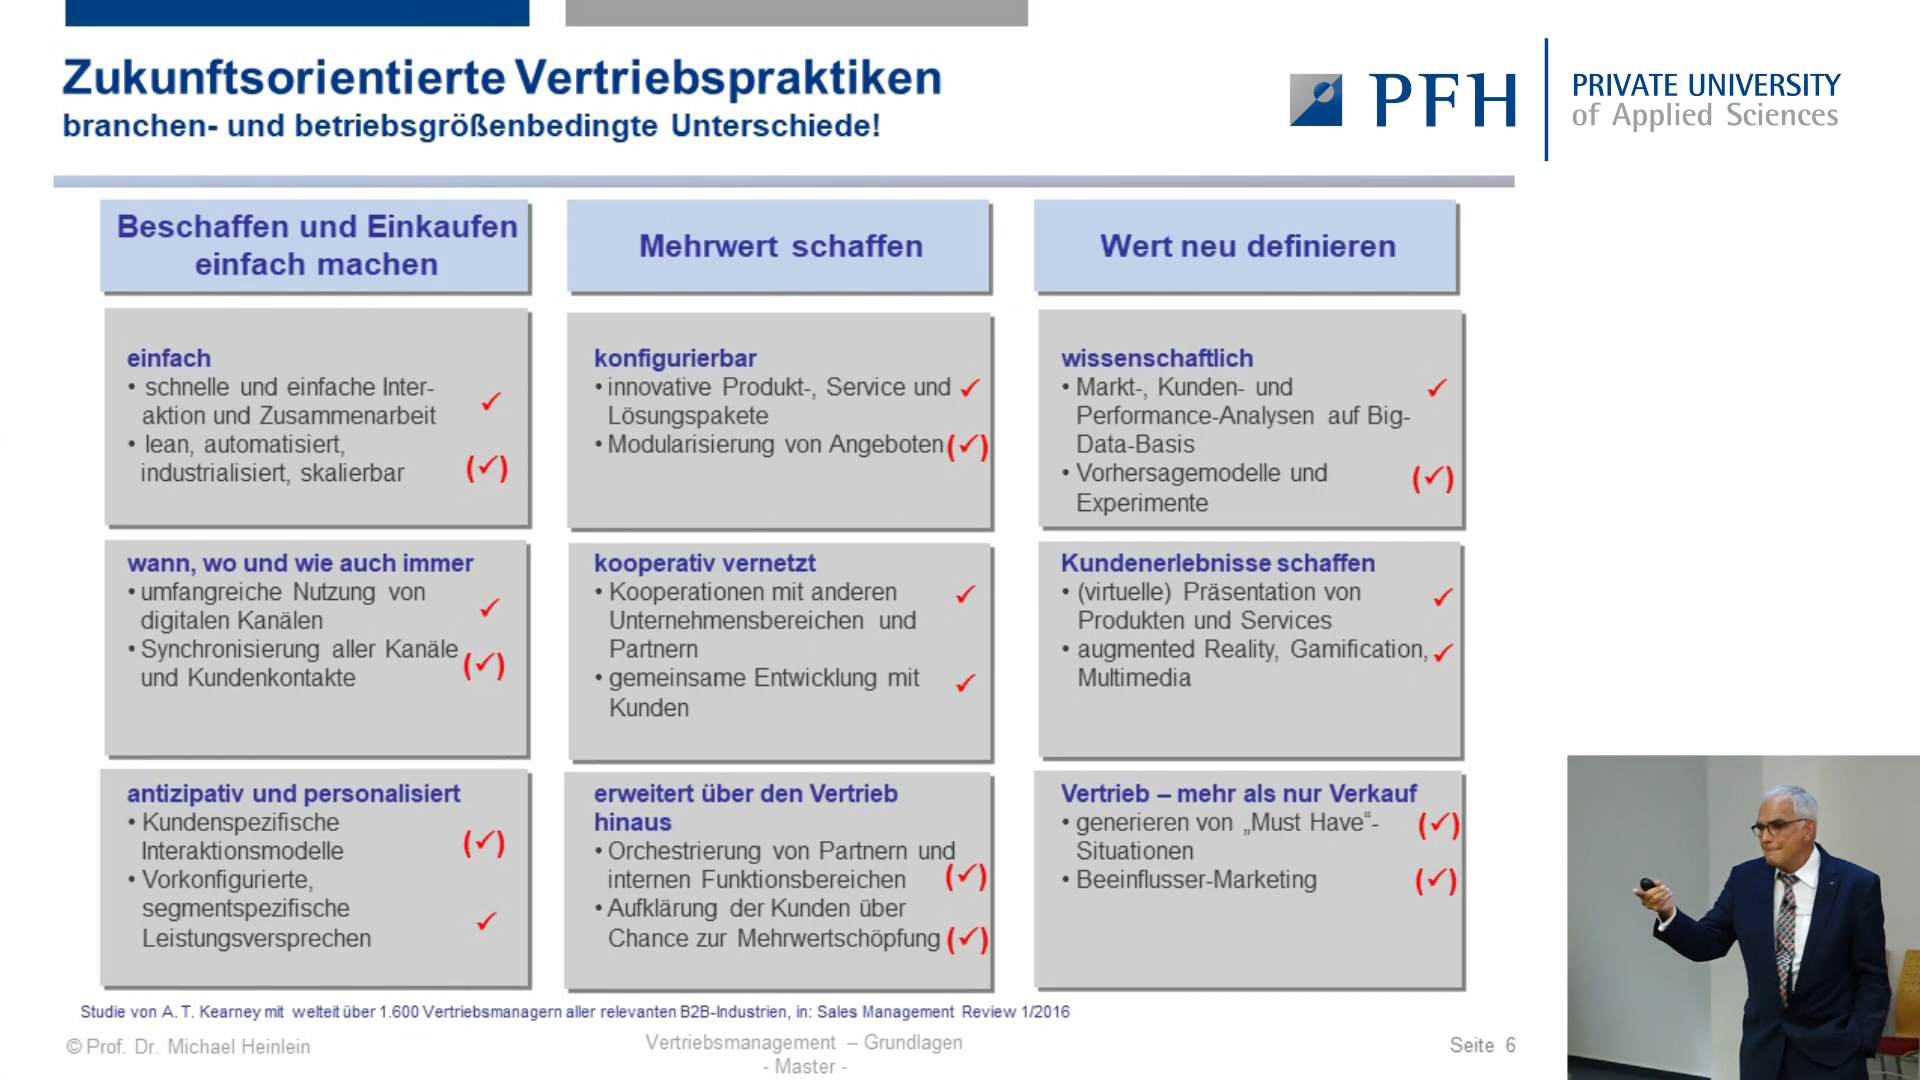 Zukunftsorientierte Vertriebspraktiken
branchen- und betriebsgrößenbedingte Unterschiede!
PFH
PRIVATE UNIVERSITY
of Applied Sciences
Beschaffen und Einkaufen
einfach machen
einfach
• schnelle und einfache Inter-
aktion und Zusammenarbeit ✓
• lean, automatisiert,
industrialisiert, skalierbar (✓)
wann, wo und wie auch immer
• umfangreiche Nutzung von
digitalen Kanälen ✓
• Synchronisierung aller Kanäle
und Kundenkontakte (✓)
antizipativ und personalisiert
• Kundenspezifische
Interaktionsmodelle (✓)
• Vorkonfigurierte,
segmentspezifische
Leistungsversprechen ✓
Mehrwert schaffen
konfigurierbar
• innovative Produkt-, Service und ✓
Lösungspakete
• Modularisierung von Angeboten (✓)
kooperativ vernetzt
• Kooperationen mit anderen ✓
Unternehmensbereichen und
Partnern
• gemeinsame Entwicklung mit ✓
Kunden
erweitert über den Vertrieb
hinaus
• Orchestrierung von Partnern und
internen Funktionsbereichen (✓)
• Aufklärung der Kunden über
Chance zur Mehrwertschöpfung (✓)
Wert neu definieren
wissenschaftlich
• Markt-, Kunden- und ✓
Performance-Analysen auf Big-
Data-Basis
• Vorhersagemodelle und (✓)
Experimente
Kundenerlebnisse schaffen
• (virtuelle) Präsentation von ✓
Produkten und Services
• augmented Reality, Gamification, ✓
Multimedia
Vertrieb – mehr als nur Verkauf
• generieren von „Must Have“- (✓)
Situationen
• Beeinflusser-Marketing (✓)
Studie von A. T. Kearney mit welteit über 1.600 Vertriebsmanagern aller relevanten B2B-Industrien, in: Sales Management Review 1/2016
© Prof. Dr. Michael Heinlein
Vertriebsmanagement – Grundlagen
- Master -
Seite 6